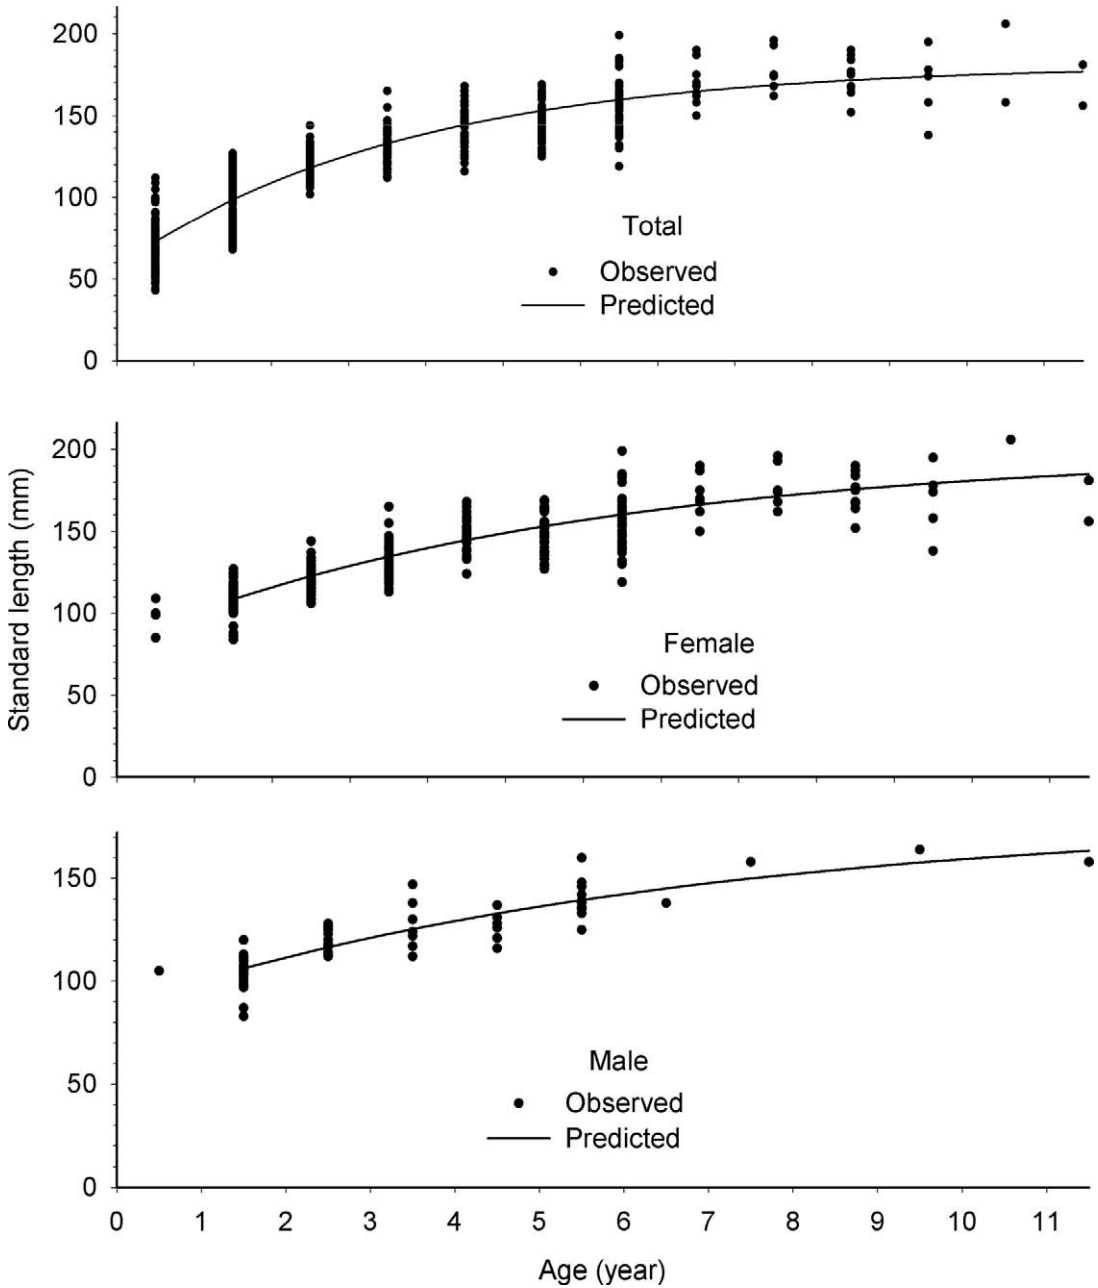 200
150
100
50
0
Total
Observed
Predicted
Standard length (mm)
200
150
100
50
0
Female
Observed
Predicted
150
100
50
0
Male
Observed
Predicted
0 1 2 3 4 5 6 7 8 9 10 11
Age (year)